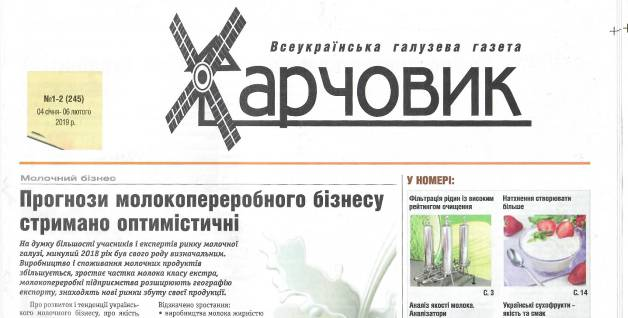 Всеукраїнська галузева газета
Харчовик
№1-2 (245)
04 січня- 06 лютого
2019 р.
Молочний бізнес
Прогнози молокопереробного бізнесу
стримано оптимістичні
На думку більшості учасників і експертів ринку молочної
галузі, минулий 2018 рік був свого роду визначальним.
Виробництво і споживання молочних продуктів
збільшується, зростає частка молока класу екстра,
молокопереробні підприємства розширюють географію
експорту, знаходять нові ринки збуту своєї продукції.
Про розвиток і тенденції українсь-
кого молочного бізнесу, про якість,
Відзначено зростання:
• виробництва молока жирністю
У НОМЕРІ:
Фільтрація рідин із високим
рейтингом очищення
С. 3
Аналіз якості молока.
Аналізатори
Натхнення створювати
більше
С. 14
Українські сухофрукти -
якість та смак